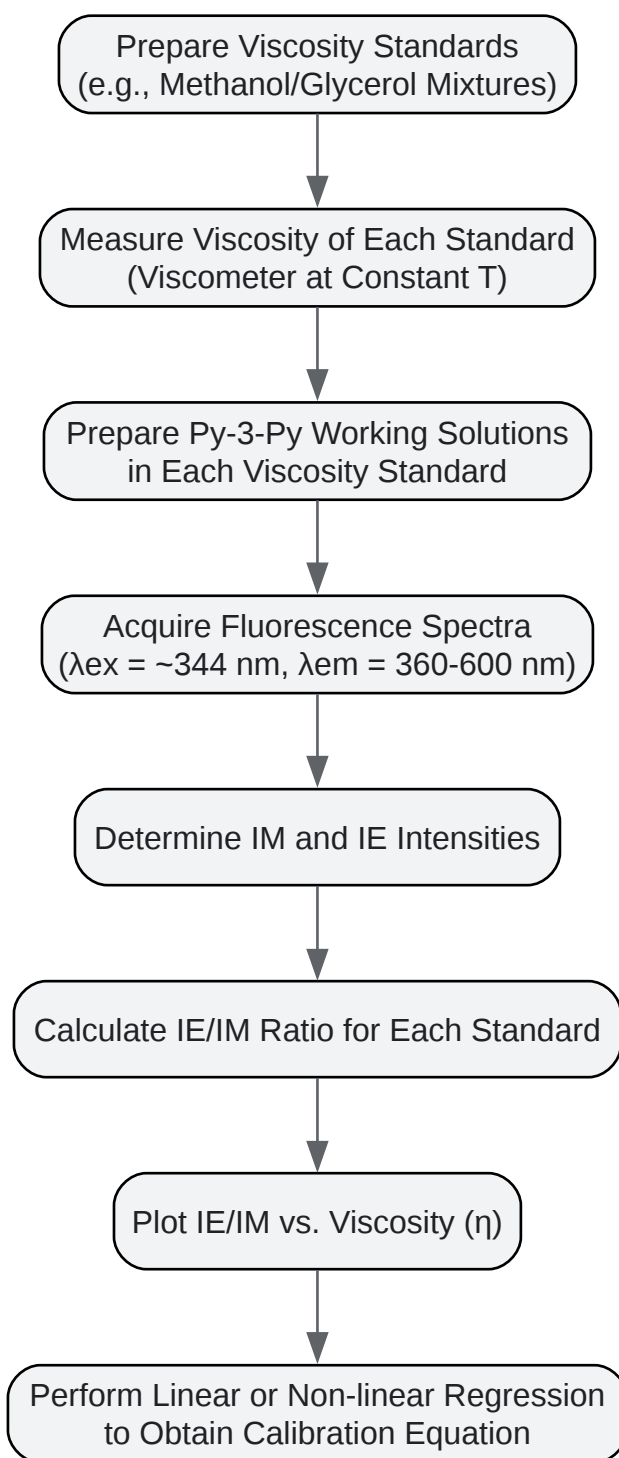 Prepare Viscosity Standards
(e.g., Methanol/Glycerol Mixtures)
Measure Viscosity of Each Standard
(Viscometer at Constant T)
Prepare Py-3-Py Working Solutions
in Each Viscosity Standard
Acquire Fluorescence Spectra
(λex = ~344 nm, λem = 360-600 nm)
Determine IM and IE Intensities
Calculate IE/IM Ratio for Each Standard
Plot IE/IM vs. Viscosity (η)
Perform Linear or Non-linear Regression
to Obtain Calibration Equation